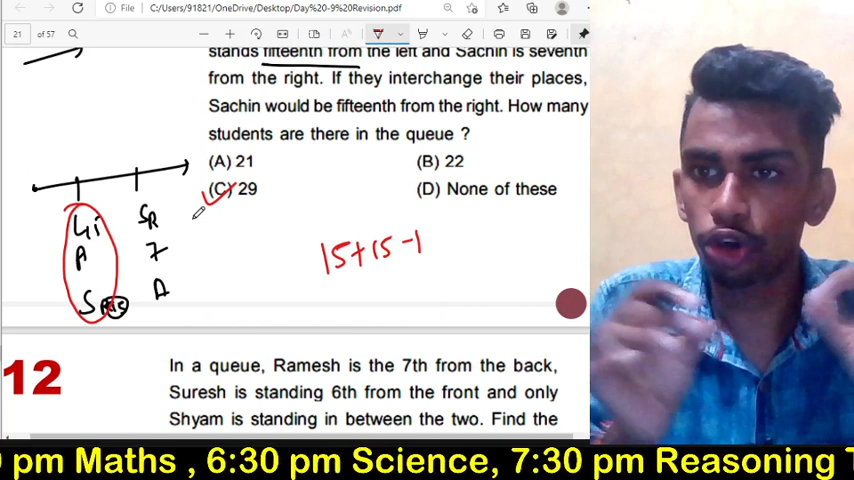 C:/Users/91821/OneDrive/Desktop/Day%20-9%20Revision.pdf
21 of 57
stands fifteenth from the left and Sachin is seventh
from the right. If they interchange their places,
Sachin would be fifteenth from the right. How many
students are there in the queue ?
(A) 21 (B) 22
(C) 29 (D) None of these
15+15-1
7
A
12
In a queue, Ramesh is the 7th from the back,
Suresh is standing 6th from the front and only
Shyam is standing in between the two. Find the
pm Maths , 6:30 pm Science, 7:30 pm Reasoning